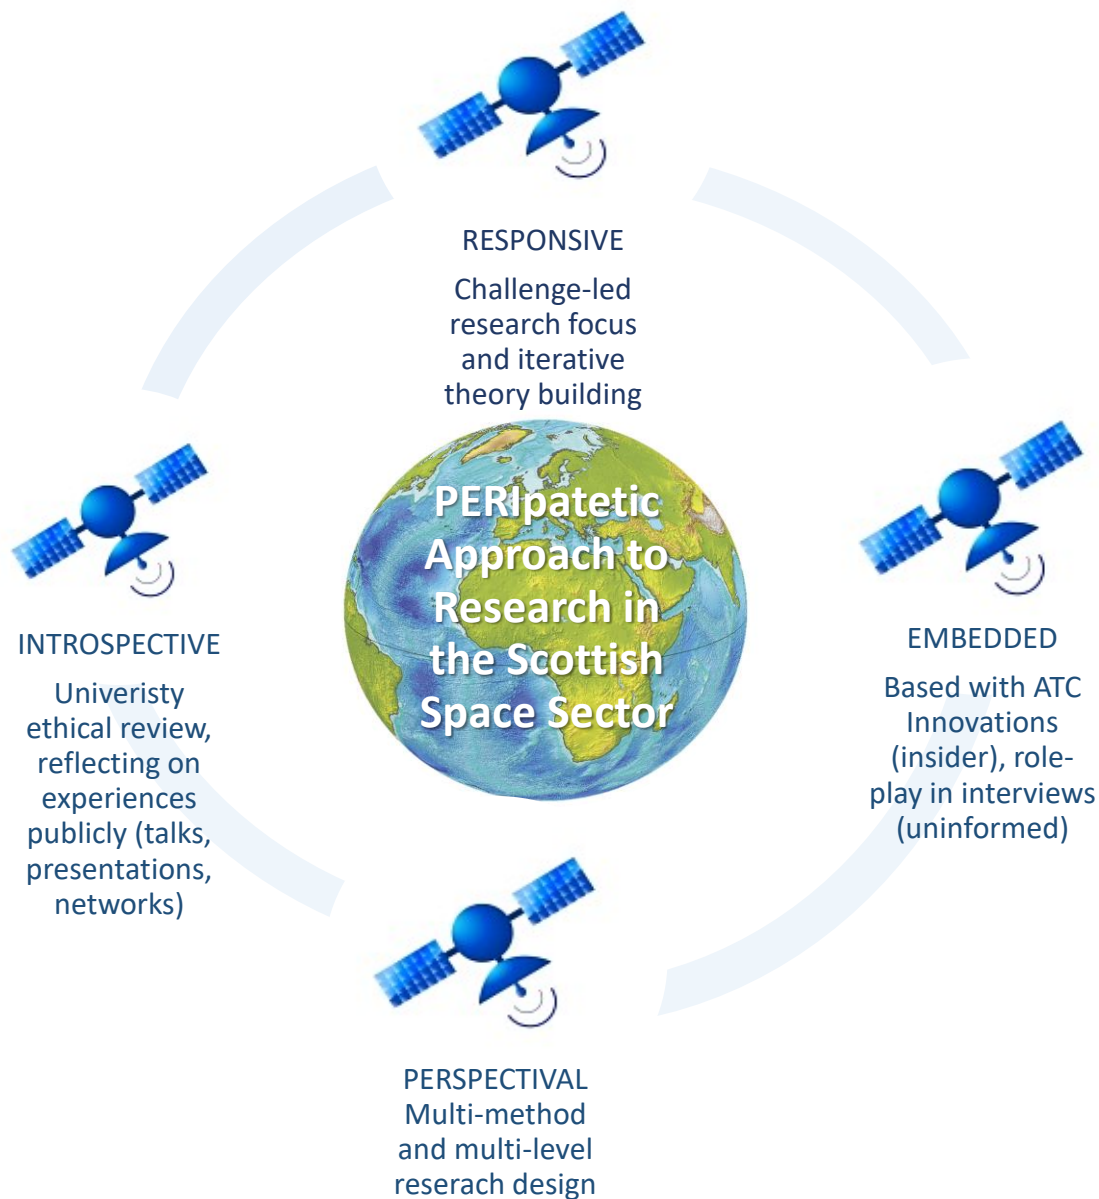 RESPONSIVE
Challenge-led
research focus
and iterative
theory building
PERIpatetic
Approach to
Research in
the Scottish
Space Sector
INTROSPECTIVE
Univeristy
ethical review,
reflecting on
experiences
publicly (talks,
presentations,
networks)
EMBEDDED
Based with ATC
Innovations
(insider), role-
play in interviews
(uninformed)
PERSPECTIVAL
Multi-method
and multi-level
reserach design